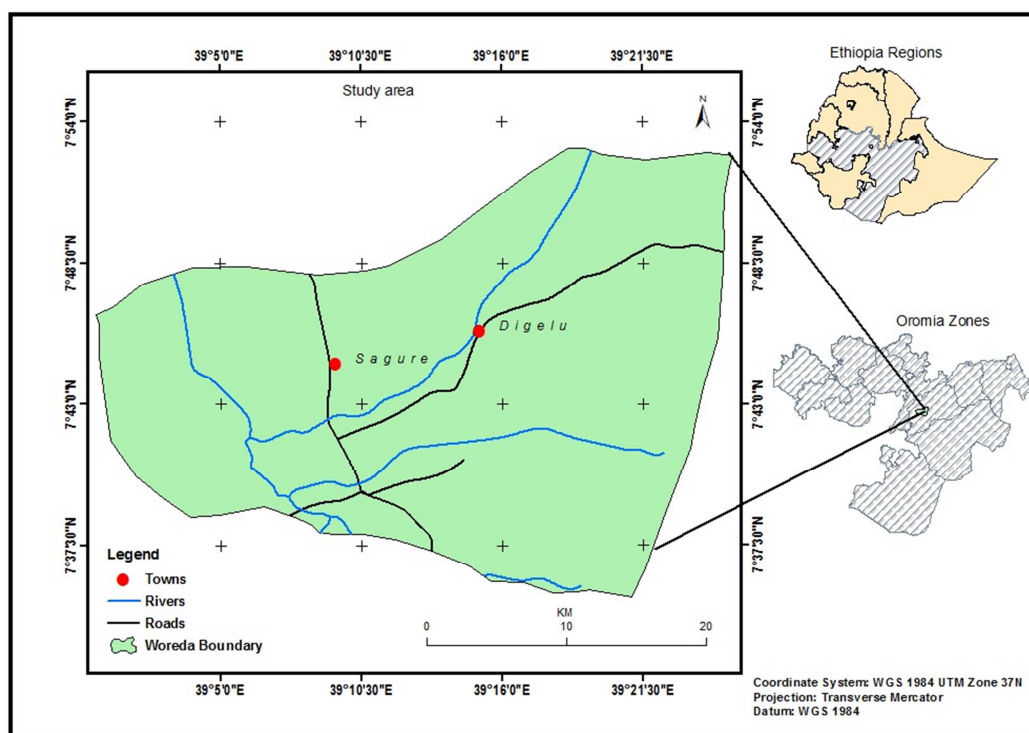 Ethiopia Regions
39°5'0"E 39°10'30"E 39°16'0"E 39°21'30"E
Study area
N
7°54'0"N 7°54'0"N
7°48'30"N 7°48'30"N
Oromia Zones
Digelu
Sagure
7°43'0"N 7°43'0"N
7°37'30"N 7°37'30"N
Legend
Towns
Rivers
Roads
Woreda Boundary
KM
0 10 20
39°5'0"E 39°10'30"E 39°16'0"E 39°21'30"E
Coordinate System: WGS 1984 UTM Zone 37N
Projection: Transverse Mercator
Datum: WGS 1984